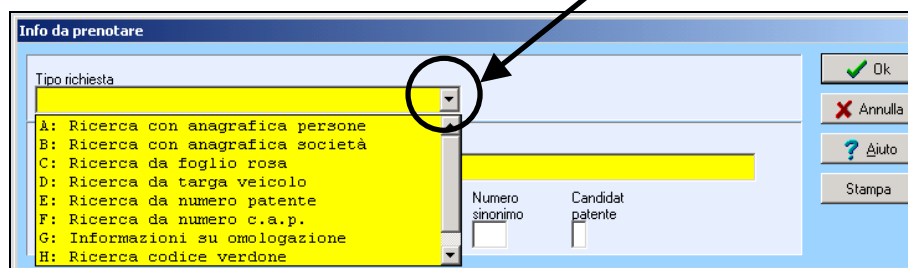 Info da prenotare
Tipo richiesta
A: Ricerca con anagrafica persone
B: Ricerca con anagrafica società
C: Ricerca da foglio rosa
D: Ricerca da targa veicolo
E: Ricerca da numero patente
F: Ricerca da numero c.a.p.
G: Informazioni su omologazione
H: Ricerca codice verdone
Numero
sinonimo
Candidat
patente
Ok
Annulla
Aiuto
Stampa